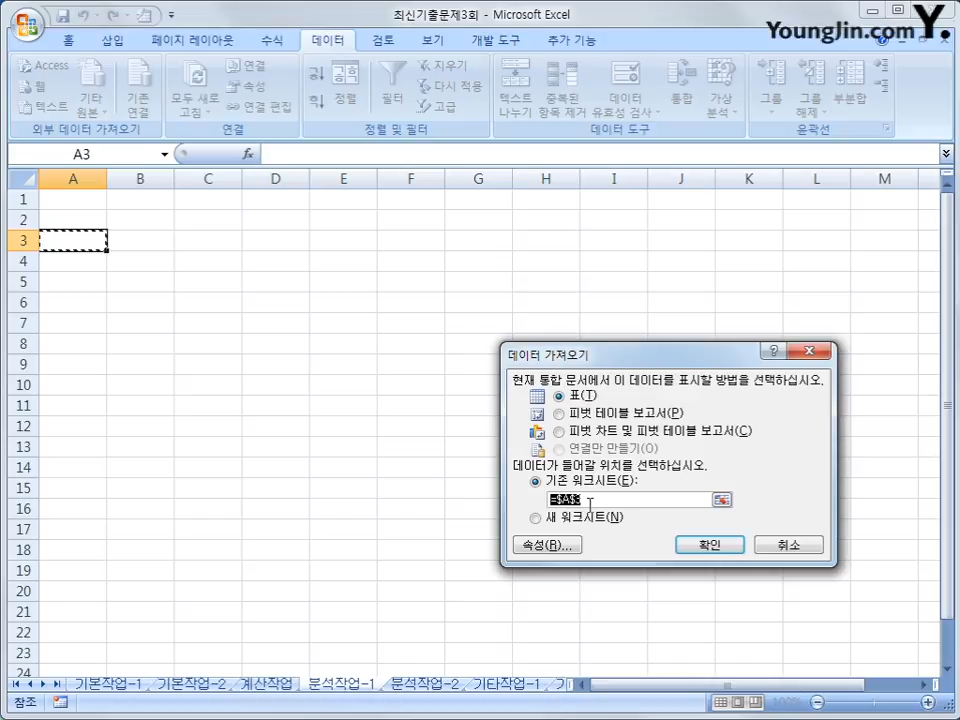 최신기출문제3회 - Microsoft Excel
YoungJin.com Y.
홈 삽입 페이지 레이아웃 수식 데이터 검토 보기 개발 도구 추가 기능
Access 웹 텍스트 기타 원본 기존 연결
모두 새로 고침 연결 속성 연결 편집
정렬 필터 지우기 다시 적용 고급
텍스트 나누기 중복된 항목 제거 데이터 유효성 검사 통합 가상 분석
그룹 그룹 해제 부분합
외부 데이터 가져오기 연결 정렬 및 필터 데이터 도구 윤곽선
A3 fx
A B C D E F G H I J K L M
1
2
3
4
5
6
7
8
9
10
11
12
13
14
15
16
17
18
19
20
21
22
23
24
데이터 가져오기
현재 통합 문서에서 이 데이터를 표시할 방법을 선택하십시오.
표(T)
피벗 테이블 보고서(P)
피벗 차트 및 피벗 테이블 보고서(C)
연결만 만들기(O)
데이터가 들어갈 위치를 선택하십시오.
기존 워크시트(E):
=$A$3
새 워크시트(N)
속성(R)... 확인 취소
기본작업-1 기본작업-2 계산작업 분석작업-1 분석작업-2 기타작업-1
참조 100%